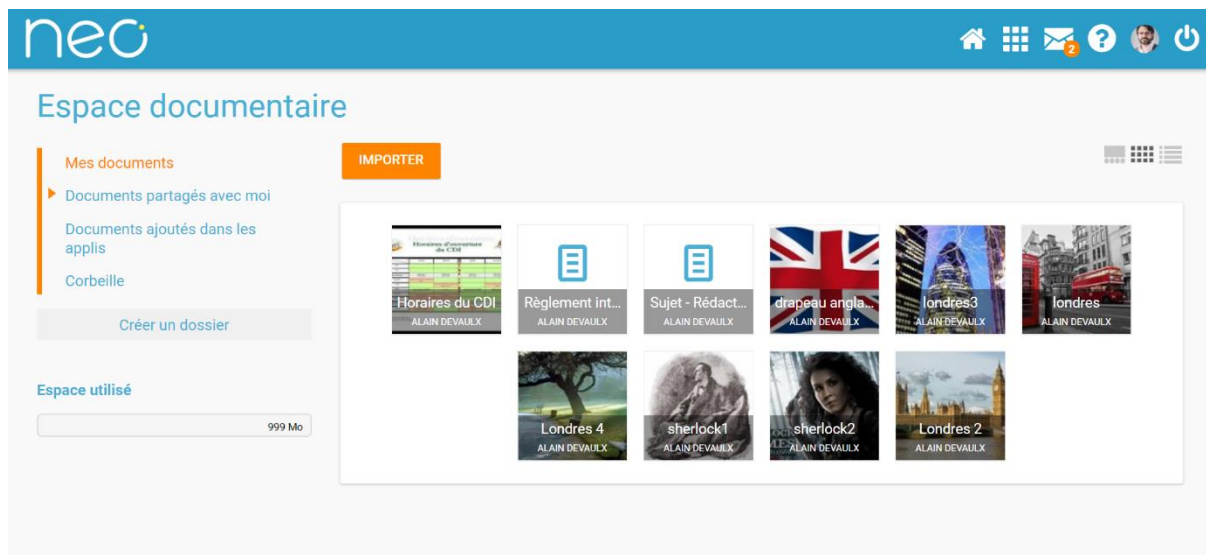 neo
2
?
Espace documentaire
Mes documents
Documents partagés avec moi
Documents ajoutés dans les
applis
Corbeille
Créer un dossier
Espace utilisé
999 Mo
IMPORTER
Horaires d'ouverture
du CDI
Horaires du CDI
ALAIN DEVAULX
Règlement int...
ALAIN DEVAULX
Sujet - Rédact...
ALAIN DEVAULX
drapeau angla...
ALAIN DEVAULX
londres3
ALAIN DEVAULX
londres
ALAIN DEVAULX
Londres 4
ALAIN DEVAULX
sherlock1
ALAIN DEVAULX
sherlock2
ALAIN DEVAULX
Londres 2
ALAIN DEVAULX